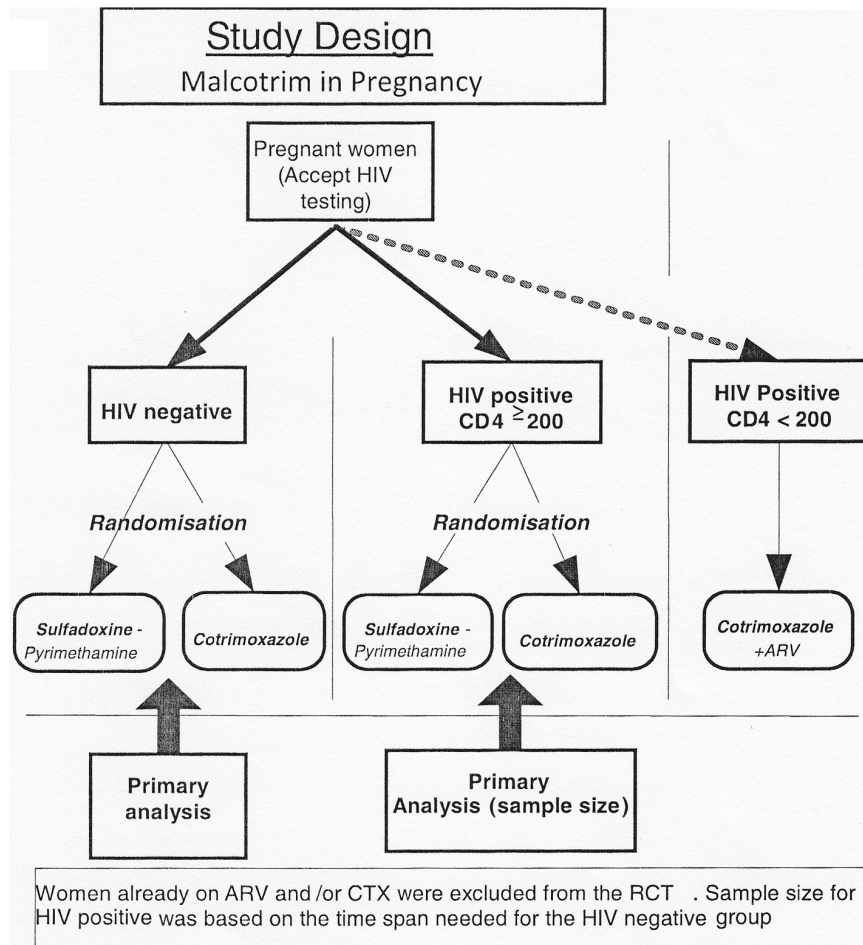 Study Design
Malcotrim in Pregnancy
Pregnant women
(Accept HIV
testing)
HIV negative
HIV positive
CD4 ≥ 200
HIV Positive
CD4 < 200
Randomisation
Randomisation
Sulfadoxine -
Pyrimethamine
Cotrimoxazole
Sulfadoxine -
Pyrimethamine
Cotrimoxazole
Cotrimoxazole
+ARV
Primary
analysis
Primary
Analysis (sample size)
Women already on ARV and /or CTX were excluded from the RCT . Sample size for
HIV positive was based on the time span needed for the HIV negative group